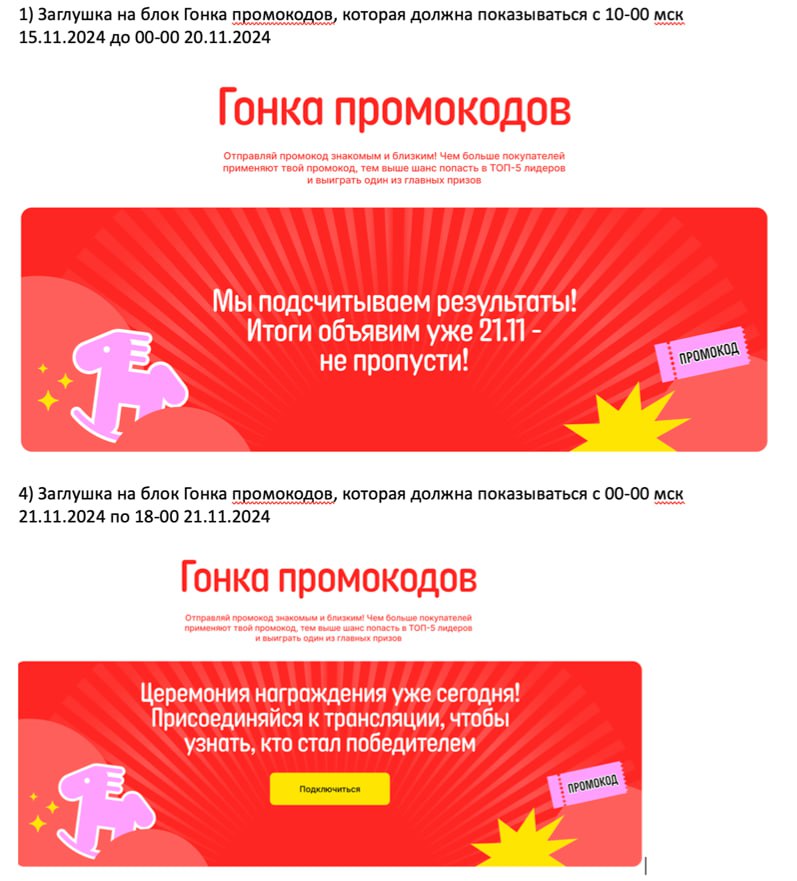 1) Заглушка на блок Гонка промокодов, которая должна показываться с 10-00 мск
15.11.2024 до 00-00 20.11.2024
Гонка промокодов
Отправляй промокод знакомым и близким! Чем больше покупателей
применяют твой промокод, тем выше шанс попасть в ТОП-5 лидеров
и выиграть один из главных призов
Мы подсчитываем результаты!
Итоги объявим уже 21.11 -
не пропусти!
ПРОМОКОД
4) Заглушка на блок Гонка промокодов, которая должна показываться с 00-00 мск
21.11.2024 по 18-00 21.11.2024
Гонка промокодов
Отправляй промокод знакомым и близким! Чем больше покупателей
применяют твой промокод, тем выше шанс попасть в ТОП-5 лидеров
и выиграть один из главных призов
Церемония награждения уже сегодня!
Присоединяйся к трансляции, чтобы
узнать, кто стал победителем
Подключиться
ПРОМОКОД